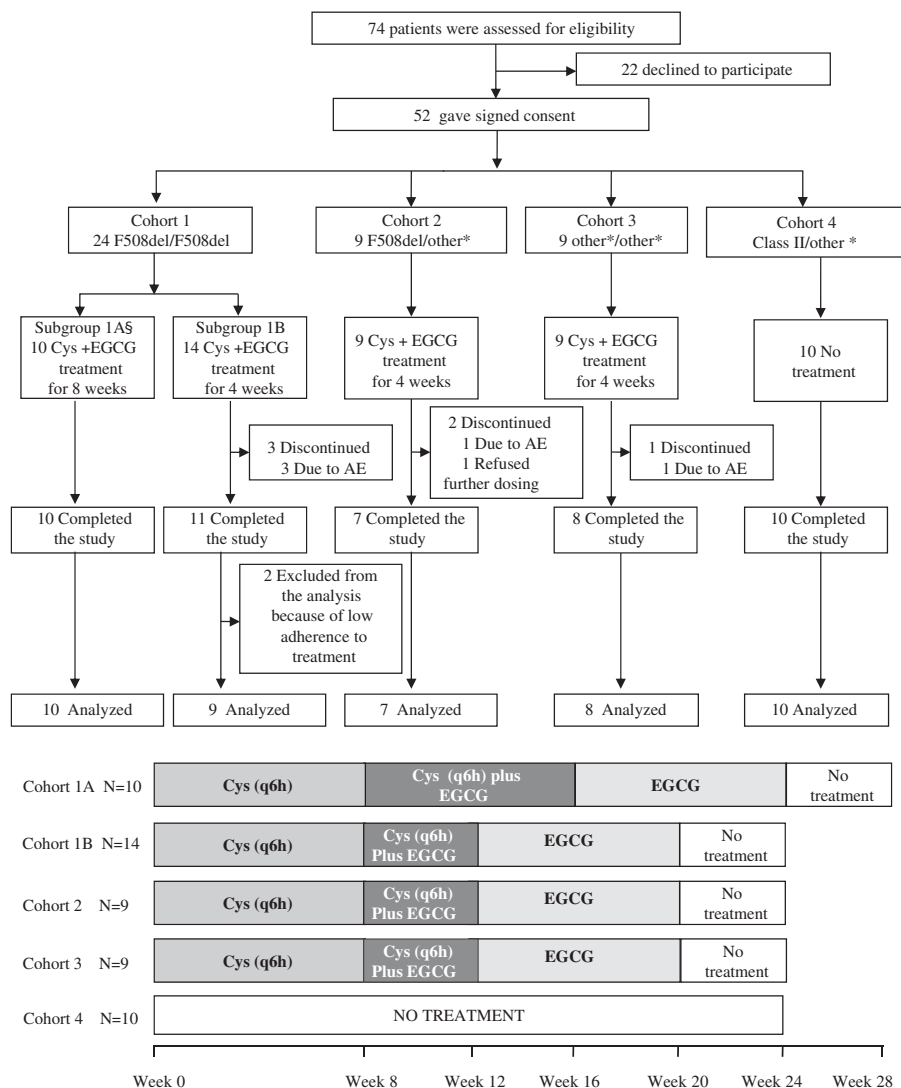 74 patients were assessed for eligibility
22 declined to participate
52 gave signed consent
Cohort 1
24 F508del/F508del
Cohort 2
9 F508del/other*
Cohort 3
9 other*/other*
Cohort 4
Class II/other *
Subgroup 1A§
10 Cys +EGCG
treatment
for 8 weeks
Subgroup 1B
14 Cys +EGCG
treatment
for 4 weeks
9 Cys + EGCG
treatment
for 4 weeks
9 Cys + EGCG
treatment
for 4 weeks
10 No
treatment
3 Discontinued
3 Due to AE
2 Discontinued
1 Due to AE
1 Refused
further dosing
1 Discontinued
1 Due to AE
10 Completed
the study
11 Completed
the study
7 Completed the
study
8 Completed the
study
10 Completed
the study
2 Excluded from
the analysis
because of low
adherence to
treatment
10 Analyzed
9 Analyzed
7 Analyzed
8 Analyzed
10 Analyzed
Cohort 1A N=10
Cys (q6h)
Cys (q6h) plus
EGCG
EGCG
No
treatment
Cohort 1B N=14
Cys (q6h)
Cys (q6h)
Plus EGCG
EGCG
No
treatment
Cohort 2 N=9
Cys (q6h)
Cys (q6h)
Plus EGCG
EGCG
No
treatment
Cohort 3 N=9
Cys (q6h)
Cys (q6h)
Plus EGCG
EGCG
No
treatment
Cohort 4 N=10
NO TREATMENT
Week 0 Week 8 Week 12 Week 16 Week 20 Week 24 Week 28